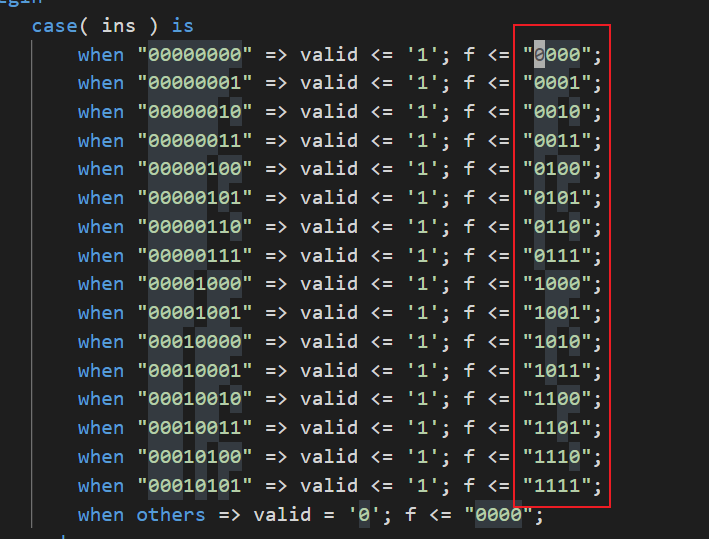 case( ins ) is
when "00000000" => valid <= '1'; f <= "0000";
when "00000001" => valid <= '1'; f <= "0001";
when "00000010" => valid <= '1'; f <= "0010";
when "00000011" => valid <= '1'; f <= "0011";
when "00000100" => valid <= '1'; f <= "0100";
when "00000101" => valid <= '1'; f <= "0101";
when "00000110" => valid <= '1'; f <= "0110";
when "00000111" => valid <= '1'; f <= "0111";
when "00001000" => valid <= '1'; f <= "1000";
when "00001001" => valid <= '1'; f <= "1001";
when "00010000" => valid <= '1'; f <= "1010";
when "00010001" => valid <= '1'; f <= "1011";
when "00010010" => valid <= '1'; f <= "1100";
when "00010011" => valid <= '1'; f <= "1101";
when "00010100" => valid <= '1'; f <= "1110";
when "00010101" => valid <= '1'; f <= "1111";
when others => valid = '0'; f <= "0000";